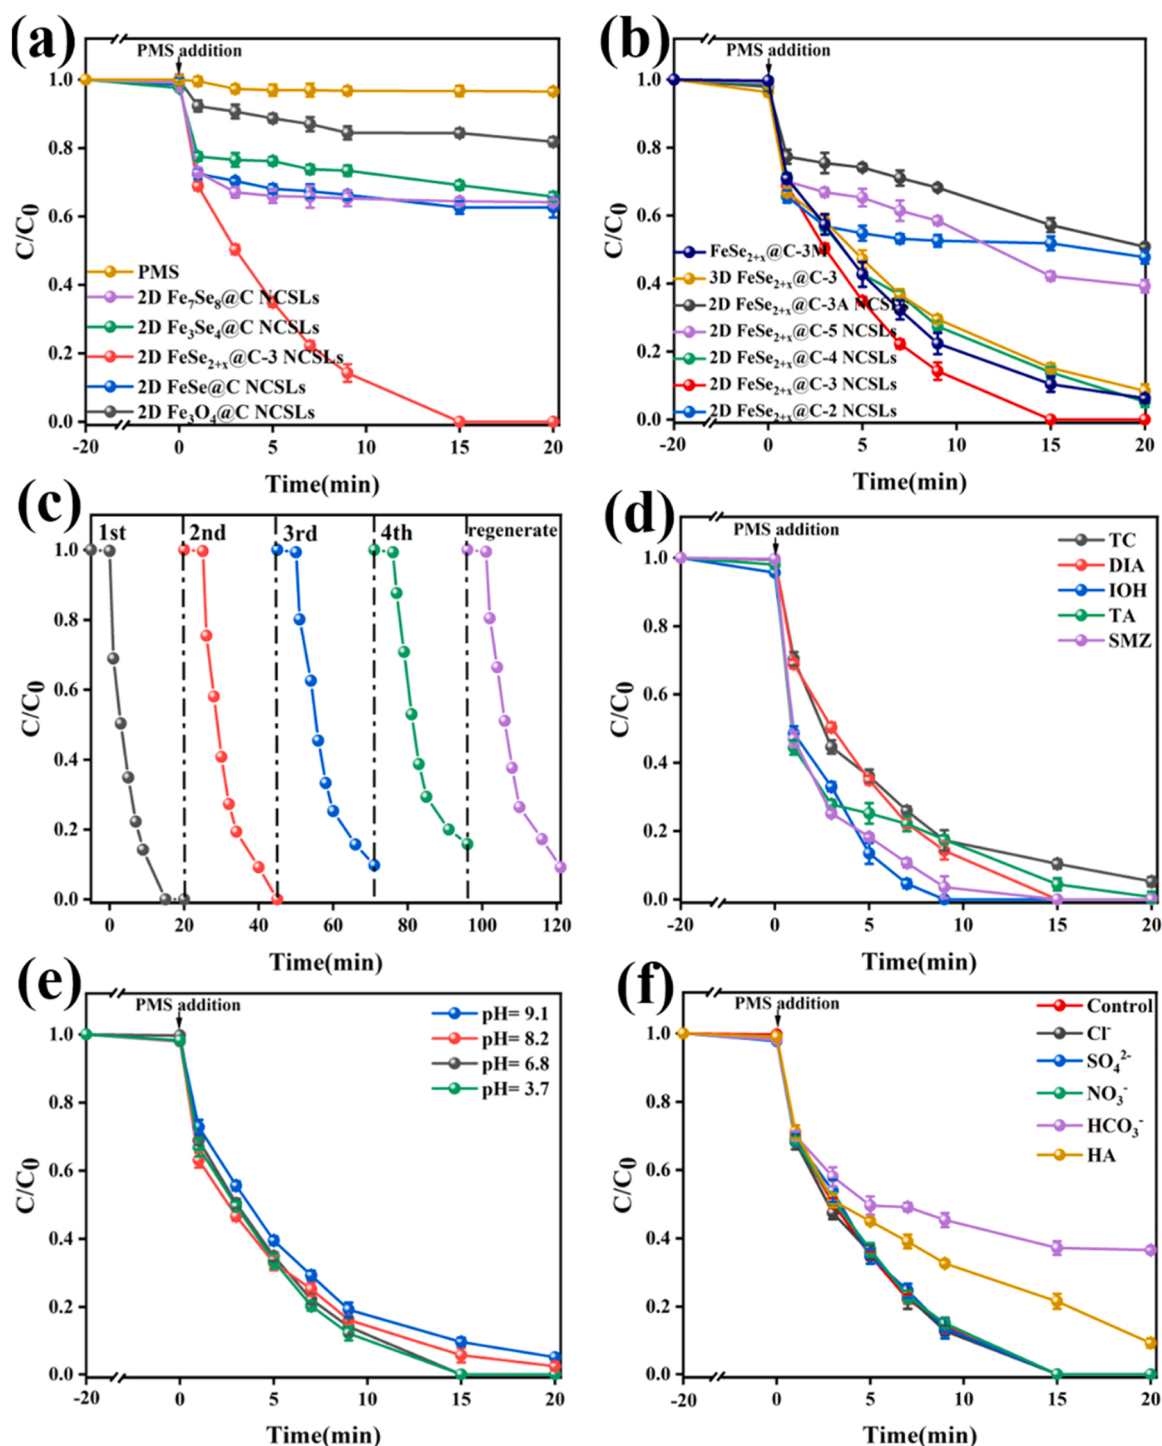 (a)
PMS addition
1.0
0.8
0.6
0.4
0.2
0.0
C/C₀
PMS
2D Fe₇Se₈@C NCSLs
2D Fe₃Se₄@C NCSLs
2D FeSe₂₊ₓ@C-3 NCSLs
2D FeSe@C NCSLs
2D Fe₃O₄@C NCSLs
-20 0 5 10 15 20
Time(min)
(b)
PMS addition
1.0
0.8
0.6
0.4
0.2
0.0
C/C₀
FeSe₂₊ₓ@C-3M
3D FeSe₂₊ₓ@C-3
2D FeSe₂₊ₓ@C-3A NCSLs
2D FeSe₂₊ₓ@C-5 NCSLs
2D FeSe₂₊ₓ@C-4 NCSLs
2D FeSe₂₊ₓ@C-3 NCSLs
2D FeSe₂₊ₓ@C-2 NCSLs
-20 0 5 10 15 20
Time(min)
(c)
1st 2nd 3rd 4th regenerate
1.0
0.8
0.6
0.4
0.2
0.0
C/C₀
0 20 40 60 80 100 120
Time(min)
(d)
PMS addition
1.0
0.8
0.6
0.4
0.2
0.0
C/C₀
TC
DIA
IOH
TA
SMZ
-20 0 5 10 15 20
Time(min)
(e)
PMS addition
1.0
0.8
0.6
0.4
0.2
0.0
C/C₀
pH= 9.1
pH= 8.2
pH= 6.8
pH= 3.7
-20 0 5 10 15 20
Time(min)
(f)
PMS addition
1.0
0.8
0.6
0.4
0.2
0.0
C/C₀
Control
Cl⁻
SO₄²⁻
NO₃⁻
HCO₃⁻
HA
-20 0 5 10 15 20
Time(min)